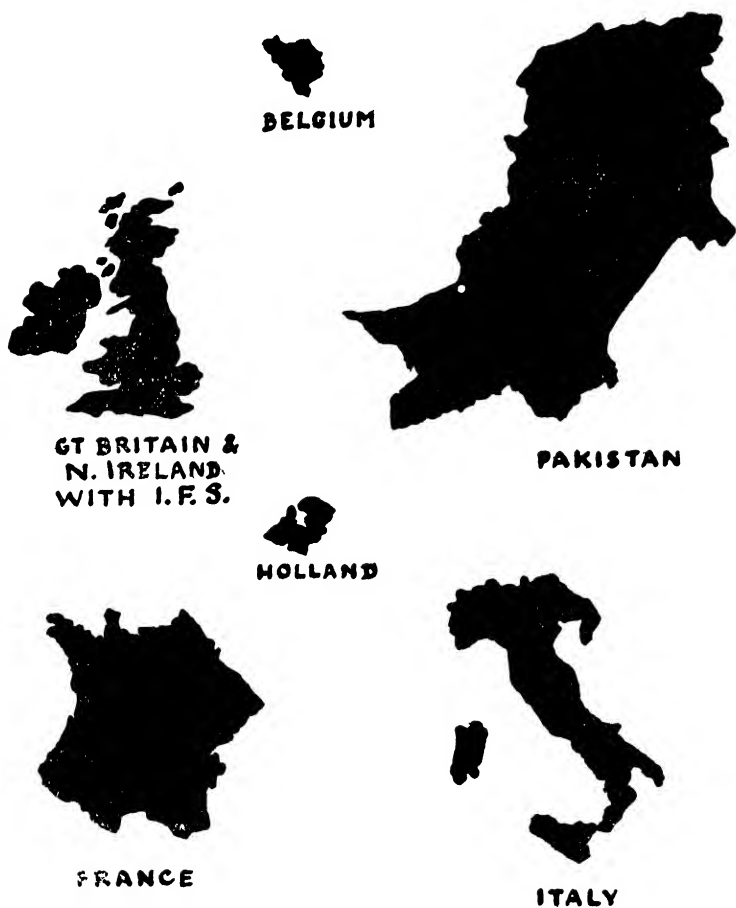 BELGIUM
GT BRITAIN &
N. IRELAND
WITH I.F.S.
PAKISTAN
HOLLAND
FRANCE
ITALY